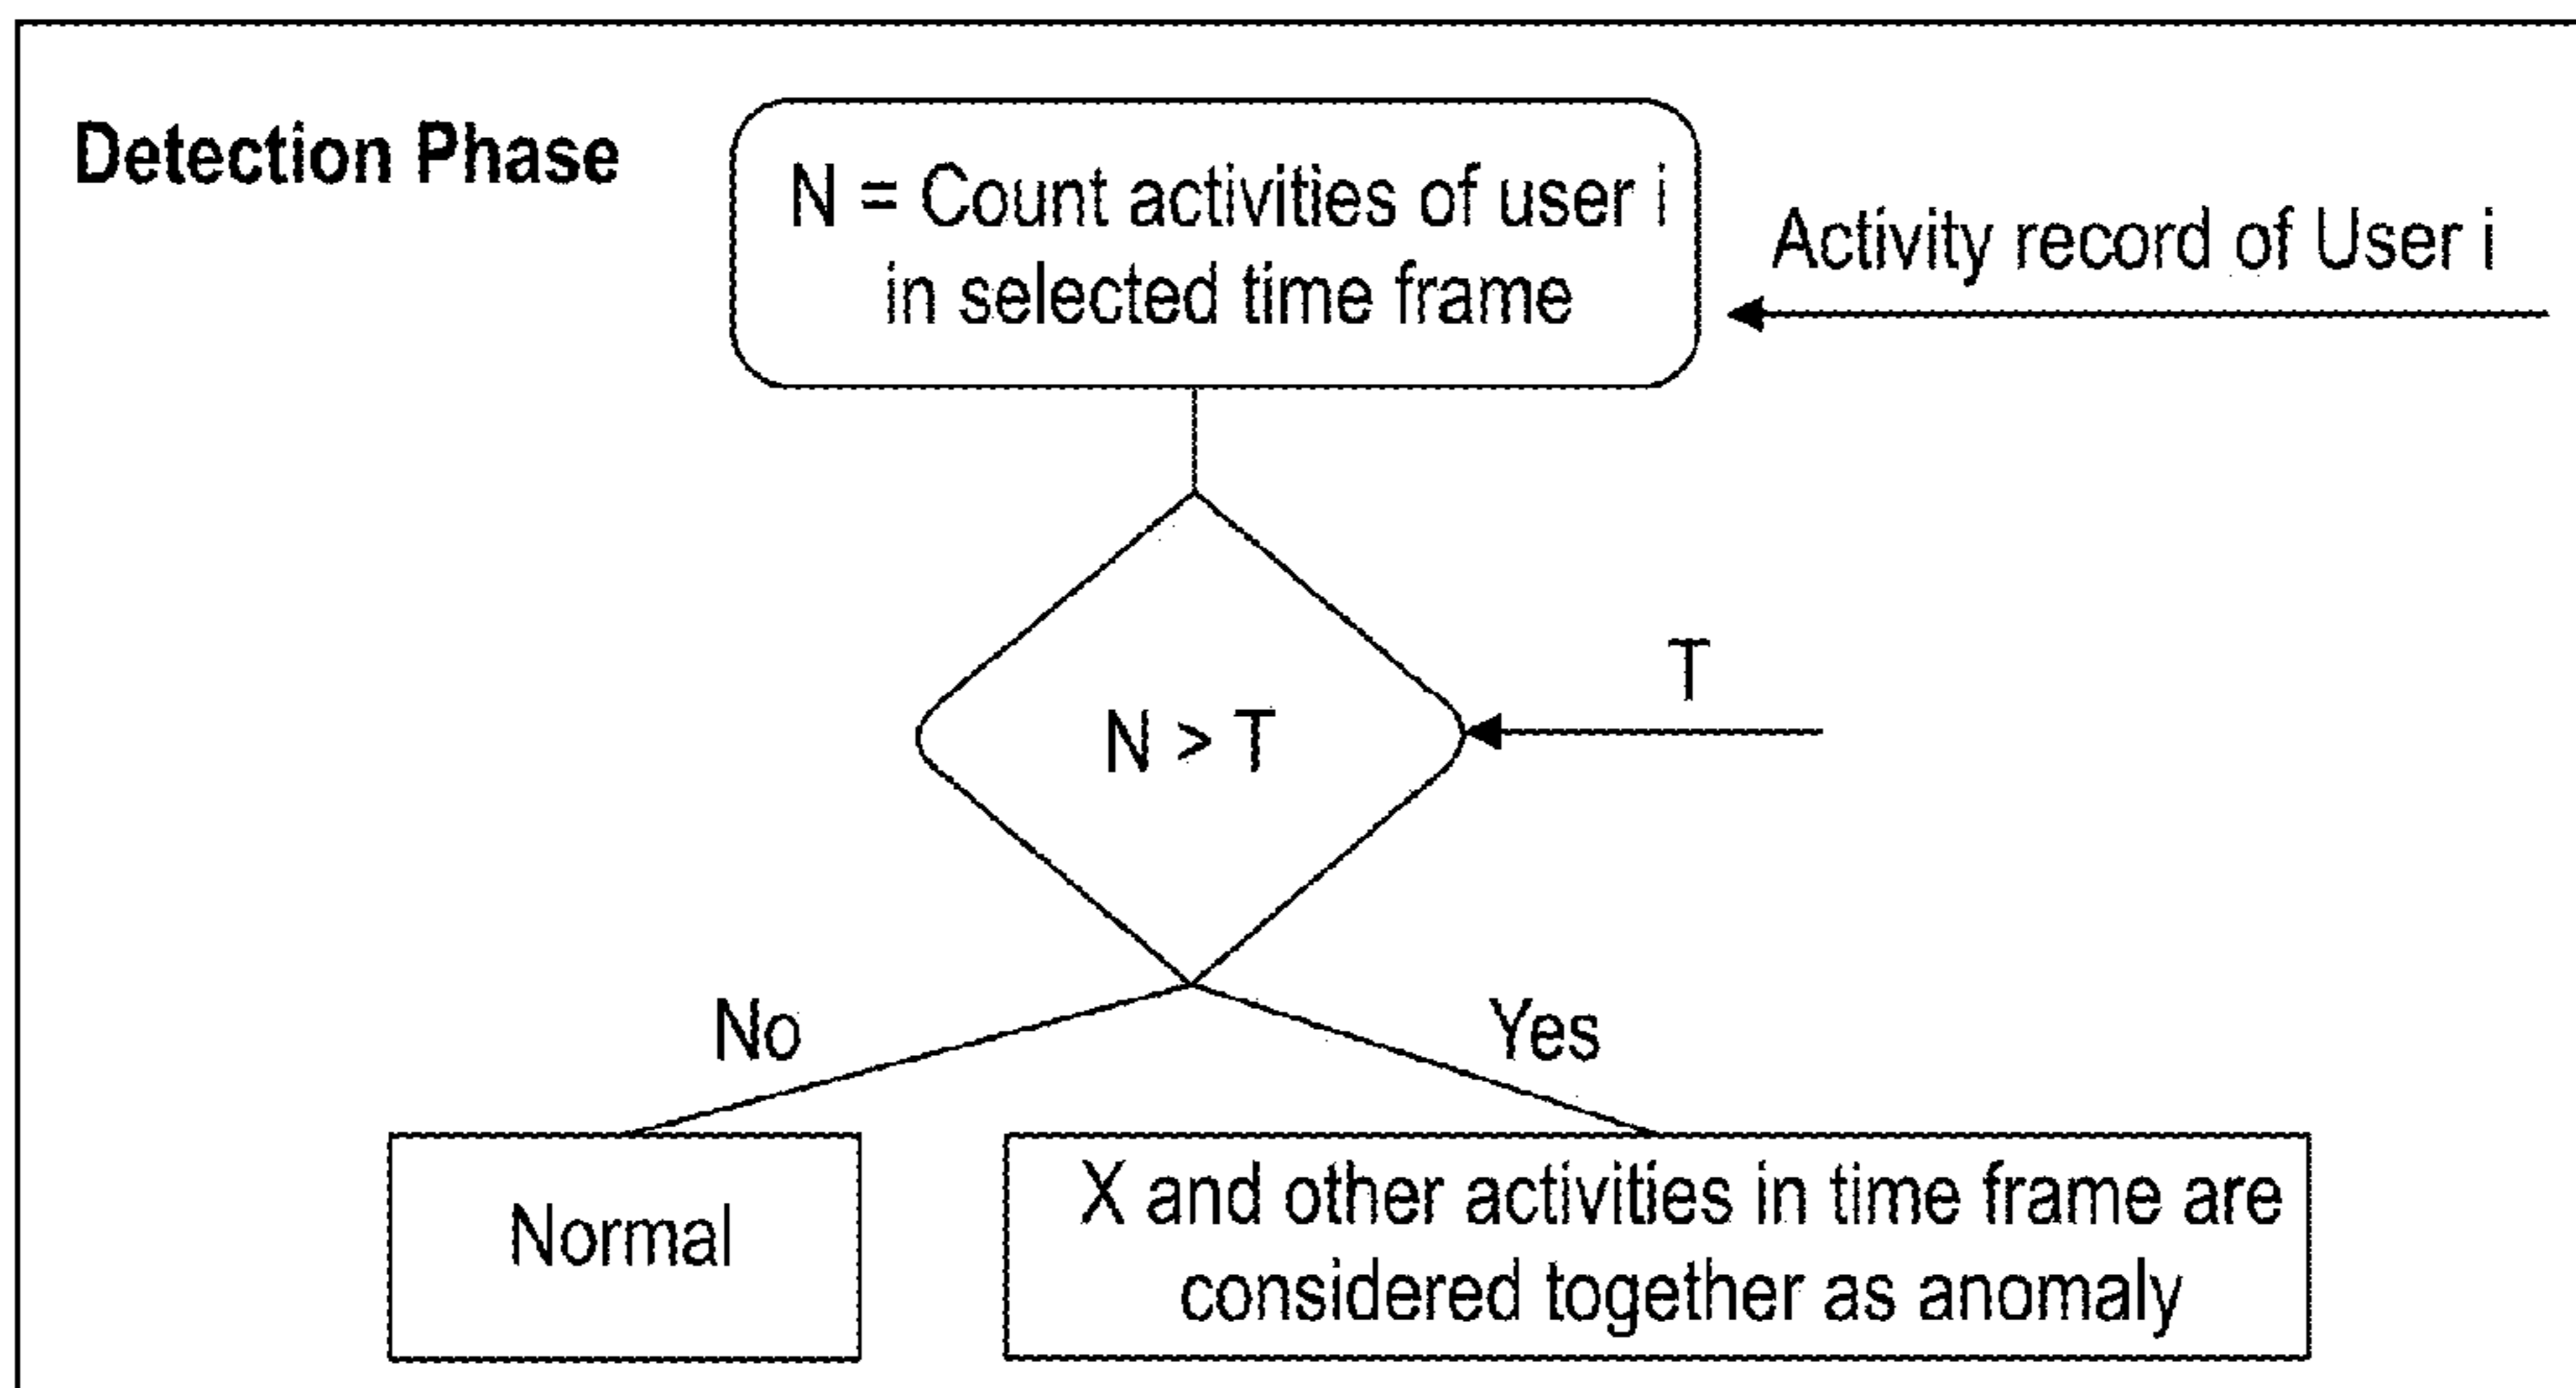 Detection Phase
N = Count activities of user i
in selected time frame
Activity record of User i
T
N > T
No
Yes
Normal
X and other activities in time frame are
considered together as anomaly